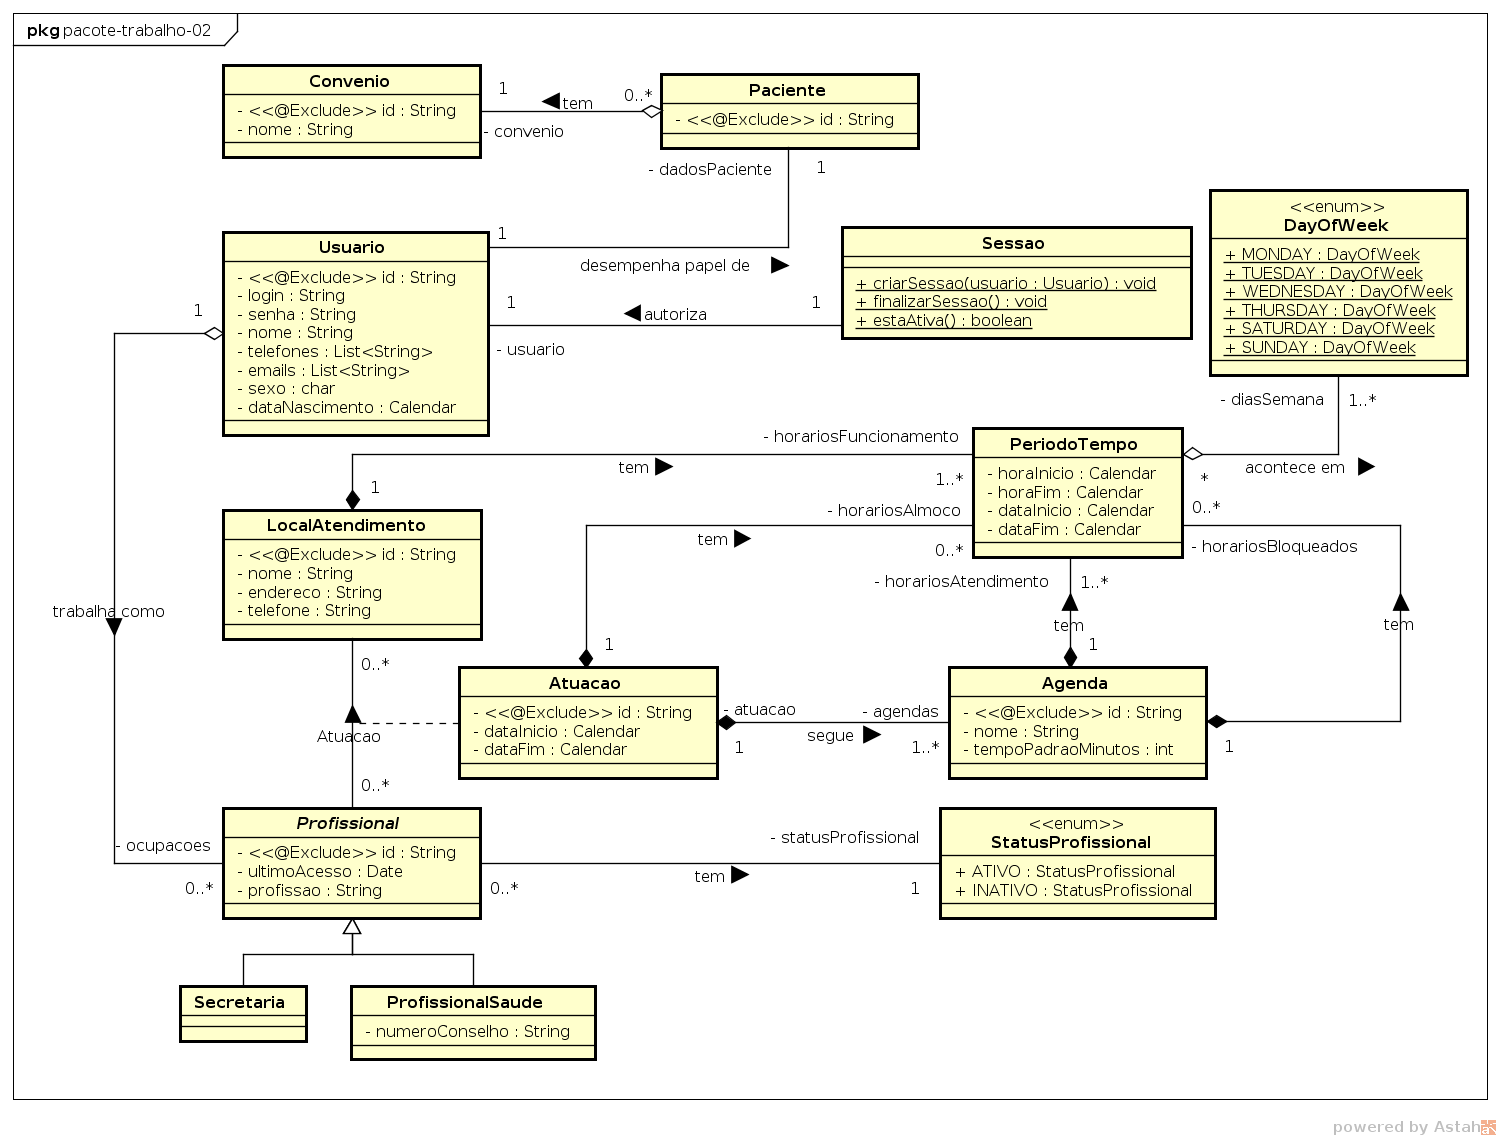 pkg pacote-trabalho-02
Convenio
- <<@Exclude>> id : String
- nome : String
1
tem
0..*
- convenio
Paciente
- <<@Exclude>> id : String
- dadosPaciente
1
1
desempenha papel de
Usuario
- <<@Exclude>> id : String
- login : String
- senha : String
- nome : String
- telefones : List<String>
- emails : List<String>
- sexo : char
- dataNascimento : Calendar
1
1
autoriza
1
- usuario
Sessao
+ criarSessao(usuario : Usuario) : void
+ finalizarSessao() : void
+ estaAtiva() : boolean
<<enum>>
DayOfWeek
+ MONDAY : DayOfWeek
+ TUESDAY : DayOfWeek
+ WEDNESDAY : DayOfWeek
+ THURSDAY : DayOfWeek
+ SATURDAY : DayOfWeek
+ SUNDAY : DayOfWeek
- diasSemana
1..*
acontece em
*
- horariosFuncionamento
tem
1..*
1
PeriodoTempo
- horaInicio : Calendar
- horaFim : Calendar
- dataInicio : Calendar
- dataFim : Calendar
0..*
- horariosBloqueados
- horariosAlmoco
tem
0..*
- horariosAtendimento
1..*
tem
1
tem
1
LocalAtendimento
- <<@Exclude>> id : String
- nome : String
- endereco : String
- telefone : String
trabalha como
0..*
Atuacao
0..*
1
Atuacao
- <<@Exclude>> id : String
- dataInicio : Calendar
- dataFim : Calendar
- atuacao
- agendas
segue
1
1..*
Agenda
- <<@Exclude>> id : String
- nome : String
- tempoPadraoMinutos : int
- ocupacoes
0..*
Profissional
- <<@Exclude>> id : String
- ultimoAcesso : Date
- profissao : String
0..*
tem
- statusProfissional
1
<<enum>>
StatusProfissional
+ ATIVO : StatusProfissional
+ INATIVO : StatusProfissional
Secretaria
ProfissionalSaude
- numeroConselho : String
powered by Astah